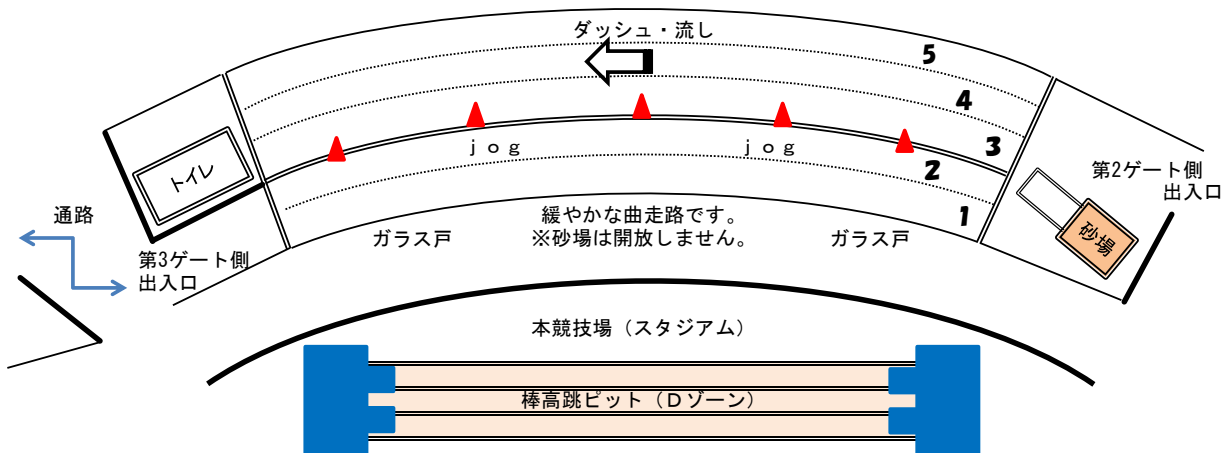 ダッシュ・流し
5
4
3
2
1
ｊｏｇ
ｊｏｇ
トイレ
通路
第3ゲート側
出入口
ガラス戸
緩やかな曲走路です。
※砂場は開放しません。
ガラス戸
第2ゲート側
出入口
砂場
本競技場（スタジアム）
棒高跳ピット（Ｄゾーン）